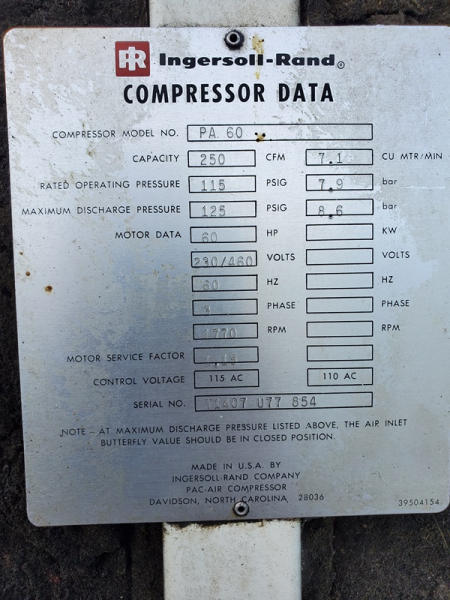 IR Ingersoll-Rand®
COMPRESSOR DATA
COMPRESSOR MODEL NO. PA 60
CAPACITY 250 CFM 7.1 CU MTR/MIN
RATED OPERATING PRESSURE 115 PSIG 7.9 bar
MAXIMUM DISCHARGE PRESSURE 125 PSIG 8.6 bar
MOTOR DATA 60 HP KW
230/460 VOLTS VOLTS
60 HZ HZ
3 PHASE PHASE
1770 RPM RPM
MOTOR SERVICE FACTOR
CONTROL VOLTAGE 115 AC 110 AC
SERIAL NO. 077 854
NOTE – AT MAXIMUM DISCHARGE PRESSURE LISTED ABOVE, THE AIR INLET
BUTTERFLY VALUE SHOULD BE IN CLOSED POSITION.
MADE IN U.S.A. BY
INGERSOLL-RAND COMPANY
PAC-AIR COMPRESSOR
DAVIDSON, NORTH CAROLINA, 28036
39504154